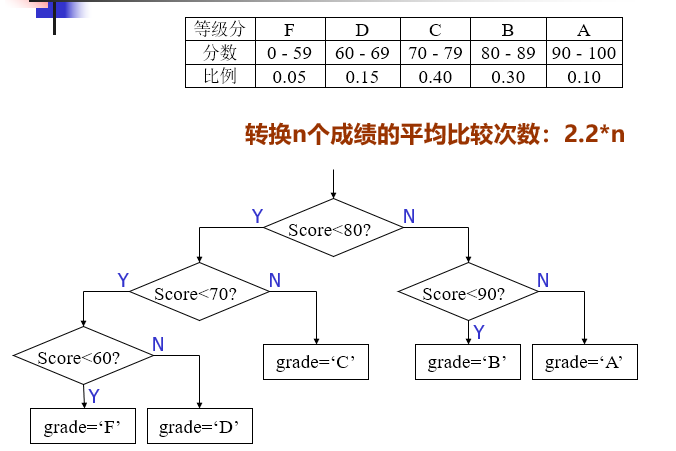 等级分 F D C B A
分数 0 - 59 60 - 69 70 - 79 80 - 89 90 - 100
比例 0.05 0.15 0.40 0.30 0.10
转换n个成绩的平均比较次数：2.2*n
Y N
Score<80?
Y N N
Score<70? Score<90?
Y N Y
Score<60? grade=‘C’ grade=‘B’ grade=‘A’
Y
grade=‘F’ grade=‘D’